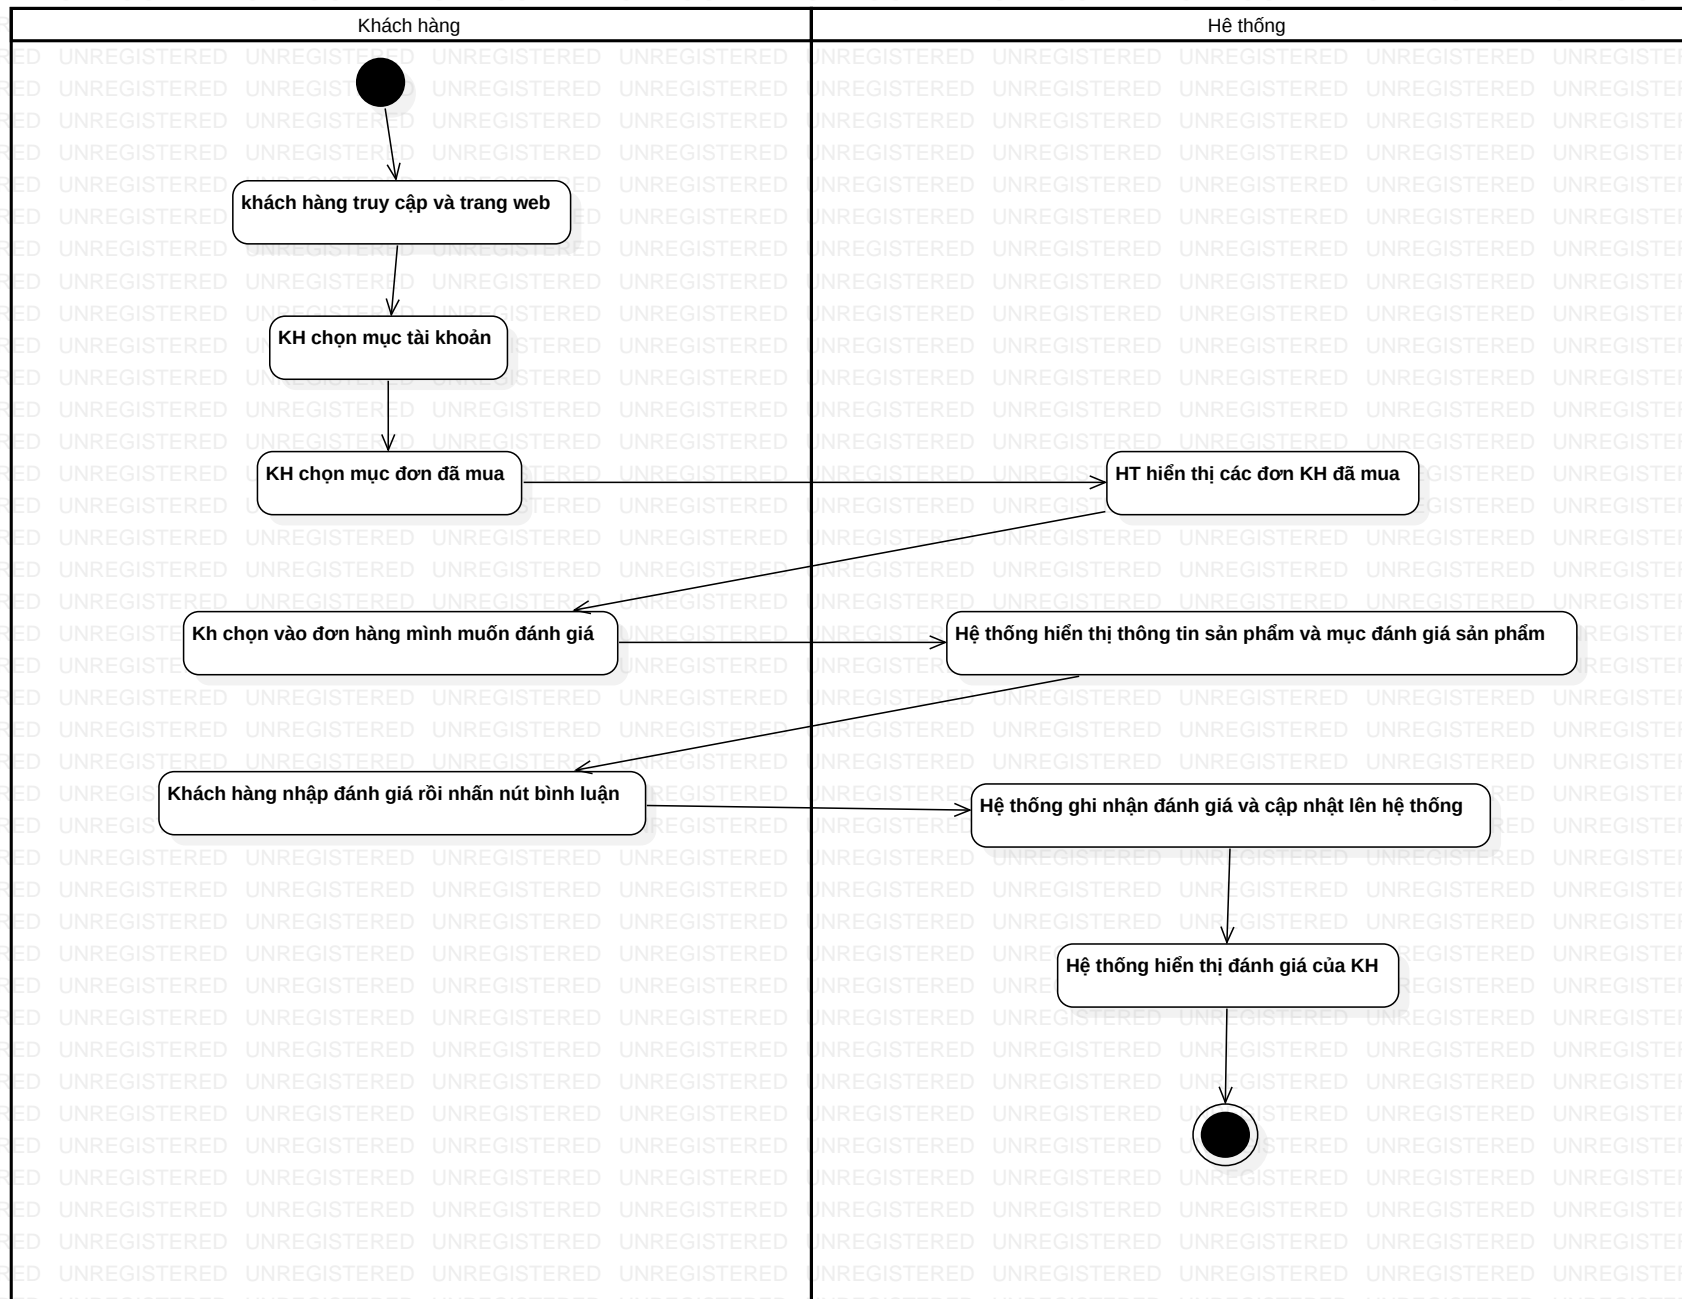 Khách hàng
Hê thống
khách hàng truy cập và trang web
KH chọn mục tài khoản
KH chọn mục đơn đã mua
HT hiển thị các đơn KH đã mua
Kh chọn vào đơn hàng mình muốn đánh giá
Hệ thống hiển thị thông tin sản phẩm và mục đánh giá sản phẩm
Khách hàng nhập đánh giá rồi nhấn nút bình luận
Hệ thống ghi nhận đánh giá và cập nhật lên hệ thống
Hệ thống hiển thị đánh giá của KH
UNREGISTERED